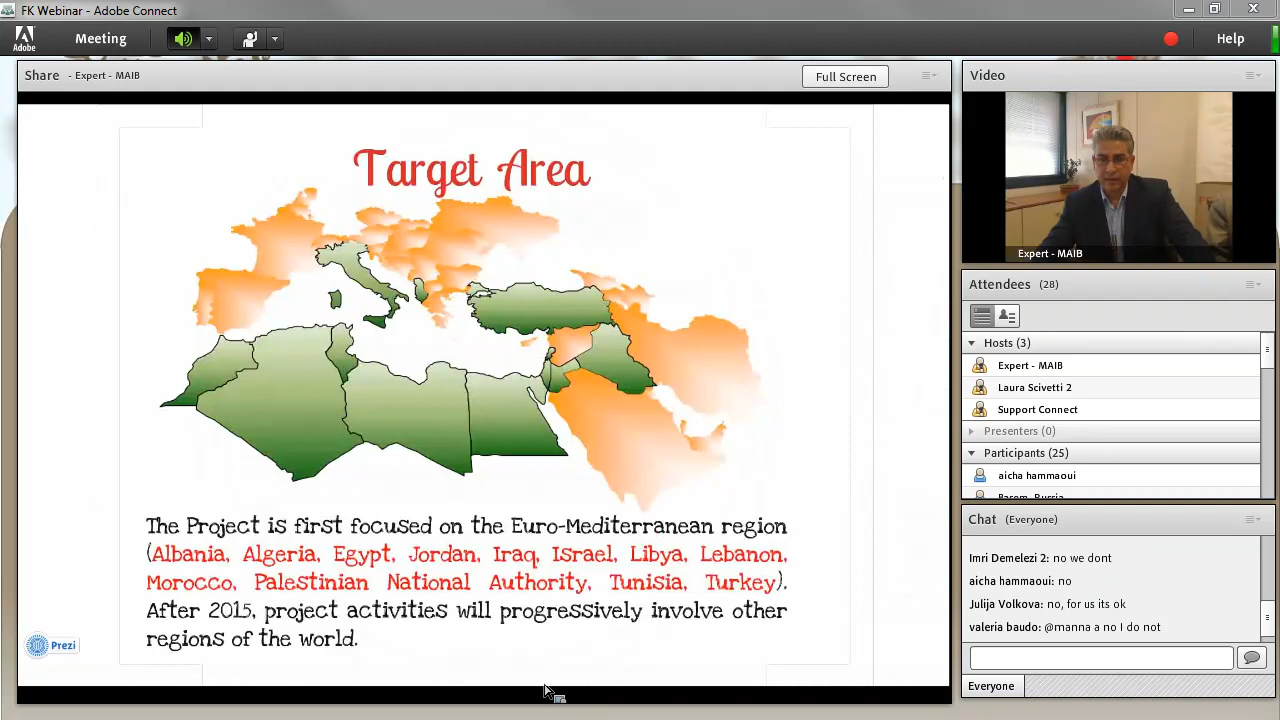 FK Webinar - Adobe Connect
Adobe
Meeting
Help
Share - Expert - MAIB
Full Screen
Target Area
The Project is first focused on the Euro-Mediterranean region
(Albania, Algeria, Egypt, Jordan, Iraq, Israel, Libya, Lebanon,
Morocco, Palestinian National Authority, Tunisia, Turkey).
After 2015, project activities will progressively involve other
regions of the world.
Prezi
Video
Expert - MAIB
Attendees (28)
Hosts (3)
Expert - MAIB
Laura Scivetti 2
Support Connect
Presenters (0)
Participants (25)
aicha hammaoui
Chat (Everyone)
Imri Demelezi 2: no we dont
aicha hammaoui: no
Julija Volkova: no, for us its ok
valeria baudo: @manna a no I do not
Everyone